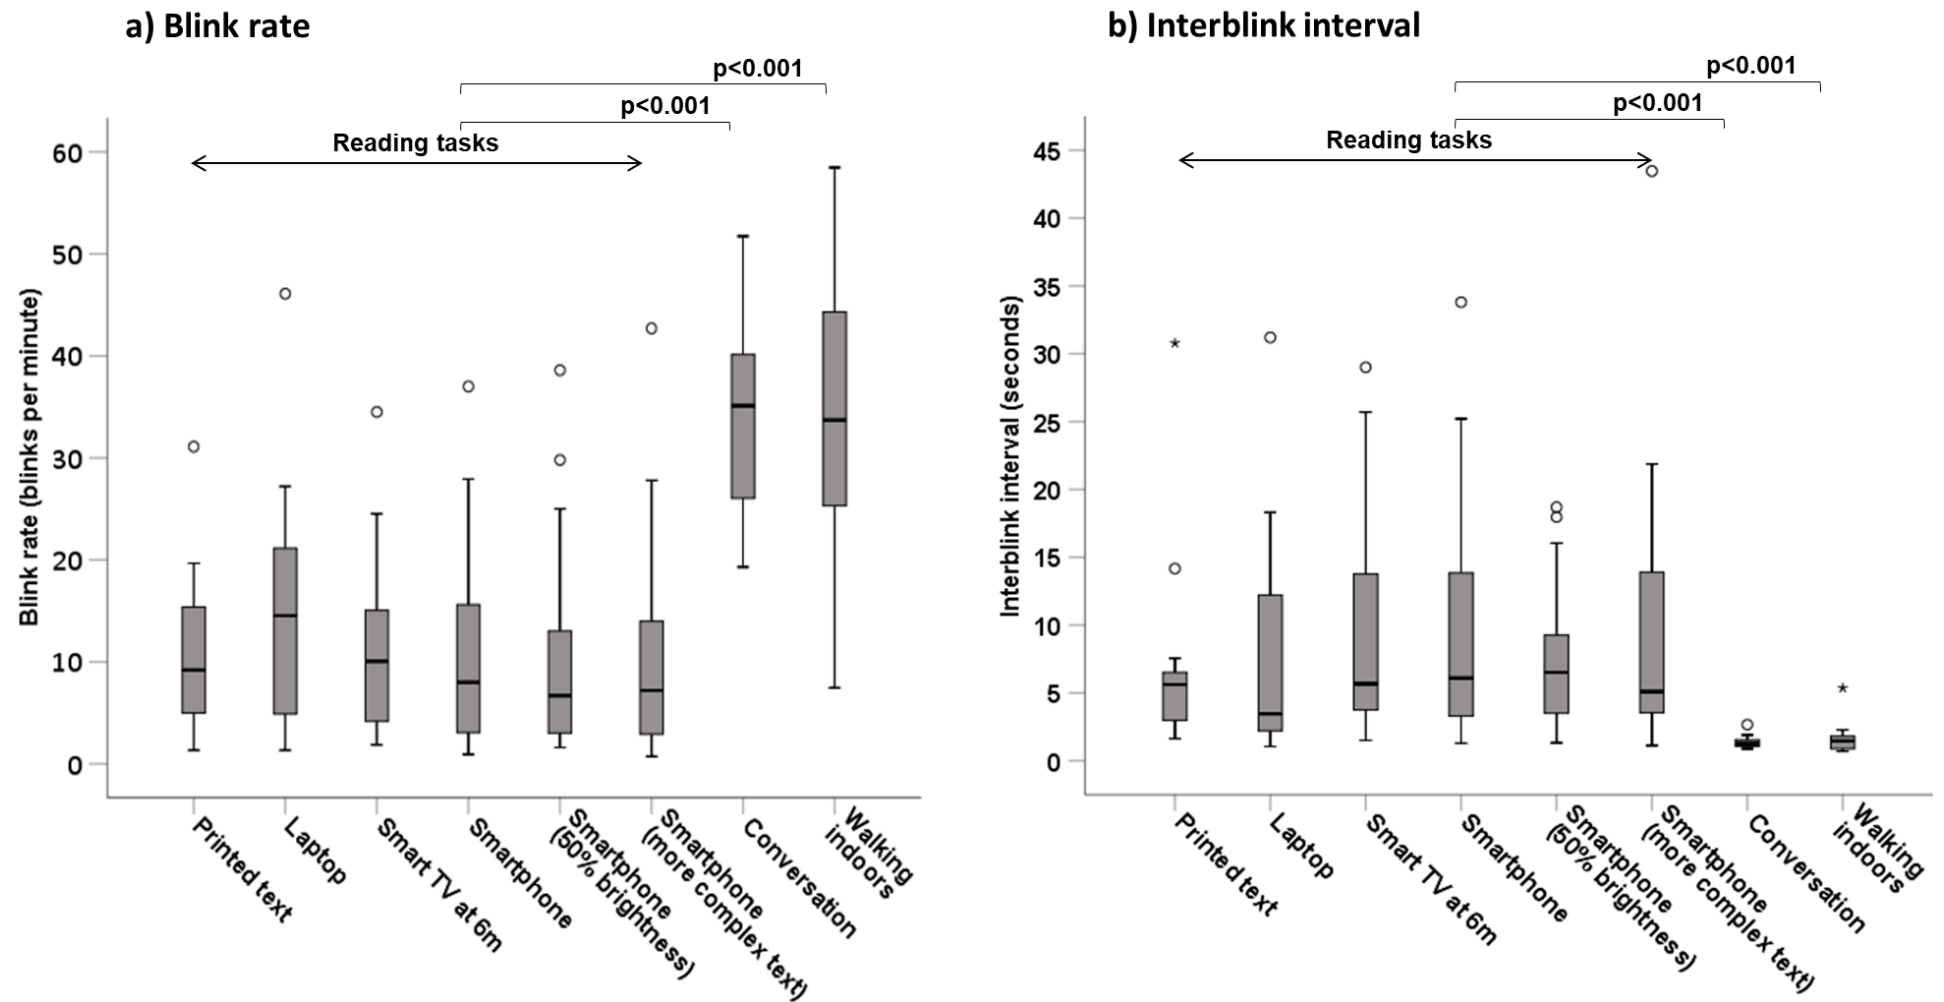 a) Blink rate
p<0.001
p<0.001
Reading tasks
60
50
40
30
20
10
0
Blink rate (blinks per minute)
Printed text
Laptop
Smart TV at 6m
Smartphone
Smartphone
(50% brightness)
Smartphone
(more complex text)
Conversation
Walking
indoors
b) Interblink interval
p<0.001
p<0.001
Reading tasks
45
40
35
30
25
20
15
10
5
0
Interblink interval (seconds)
Printed text
Laptop
Smart TV at 6m
Smartphone
Smartphone
(50% brightness)
Smartphone
(more complex text)
Conversation
Walking
indoors